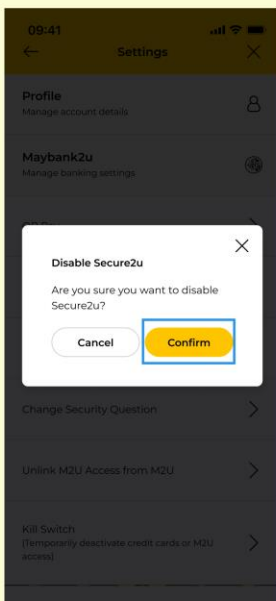 09:41
Settings
Profile
Manage account details
Maybank2u
Manage banking settings
Disable Secure2u
Are you sure you want to disable
Secure2u?
Cancel
Confirm
Change Security Question
Unlink M2U Access from M2U
Kill Switch
(Temporarily deactivate credit cards or M2U
access)